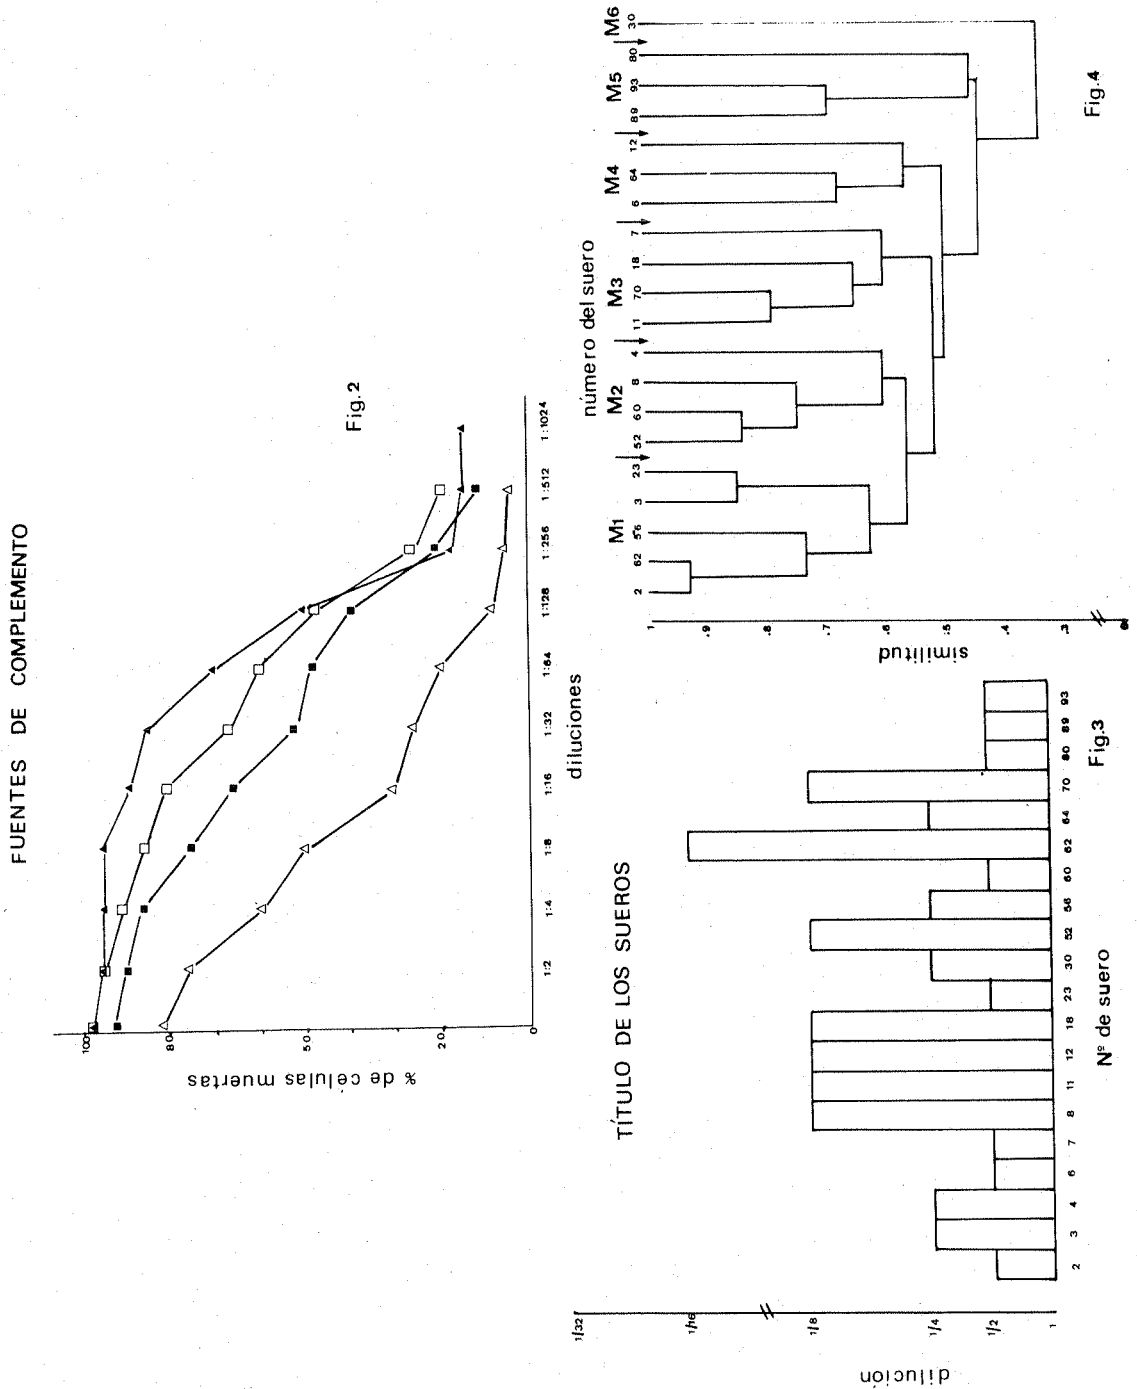 FUENTES DE COMPLEMENTO
% de células muertas
100
80
50
20
0
1:2
1:4
1:8
1:16
1:32
1:64
1:128
1:256
1:512
1:1024
diluciones
Fig.2
TÍTULO DE LOS SUEROS
dilución
1/32
1/16
1/8
1/4
1/2
1
2 3 4 6 7 8 11 12 18 23 30 52 56 60 62 64 70 80 89 93
Nº de suero
Fig.3
número del suero
M1 M2 M3 M4 M5 M6
2 62 56 3 23 52 60 8 4 11 70 18 7 6 64 12 89 93 80 30
similitud
1
.9
.8
.7
.6
.5
.4
.3
Fig.4